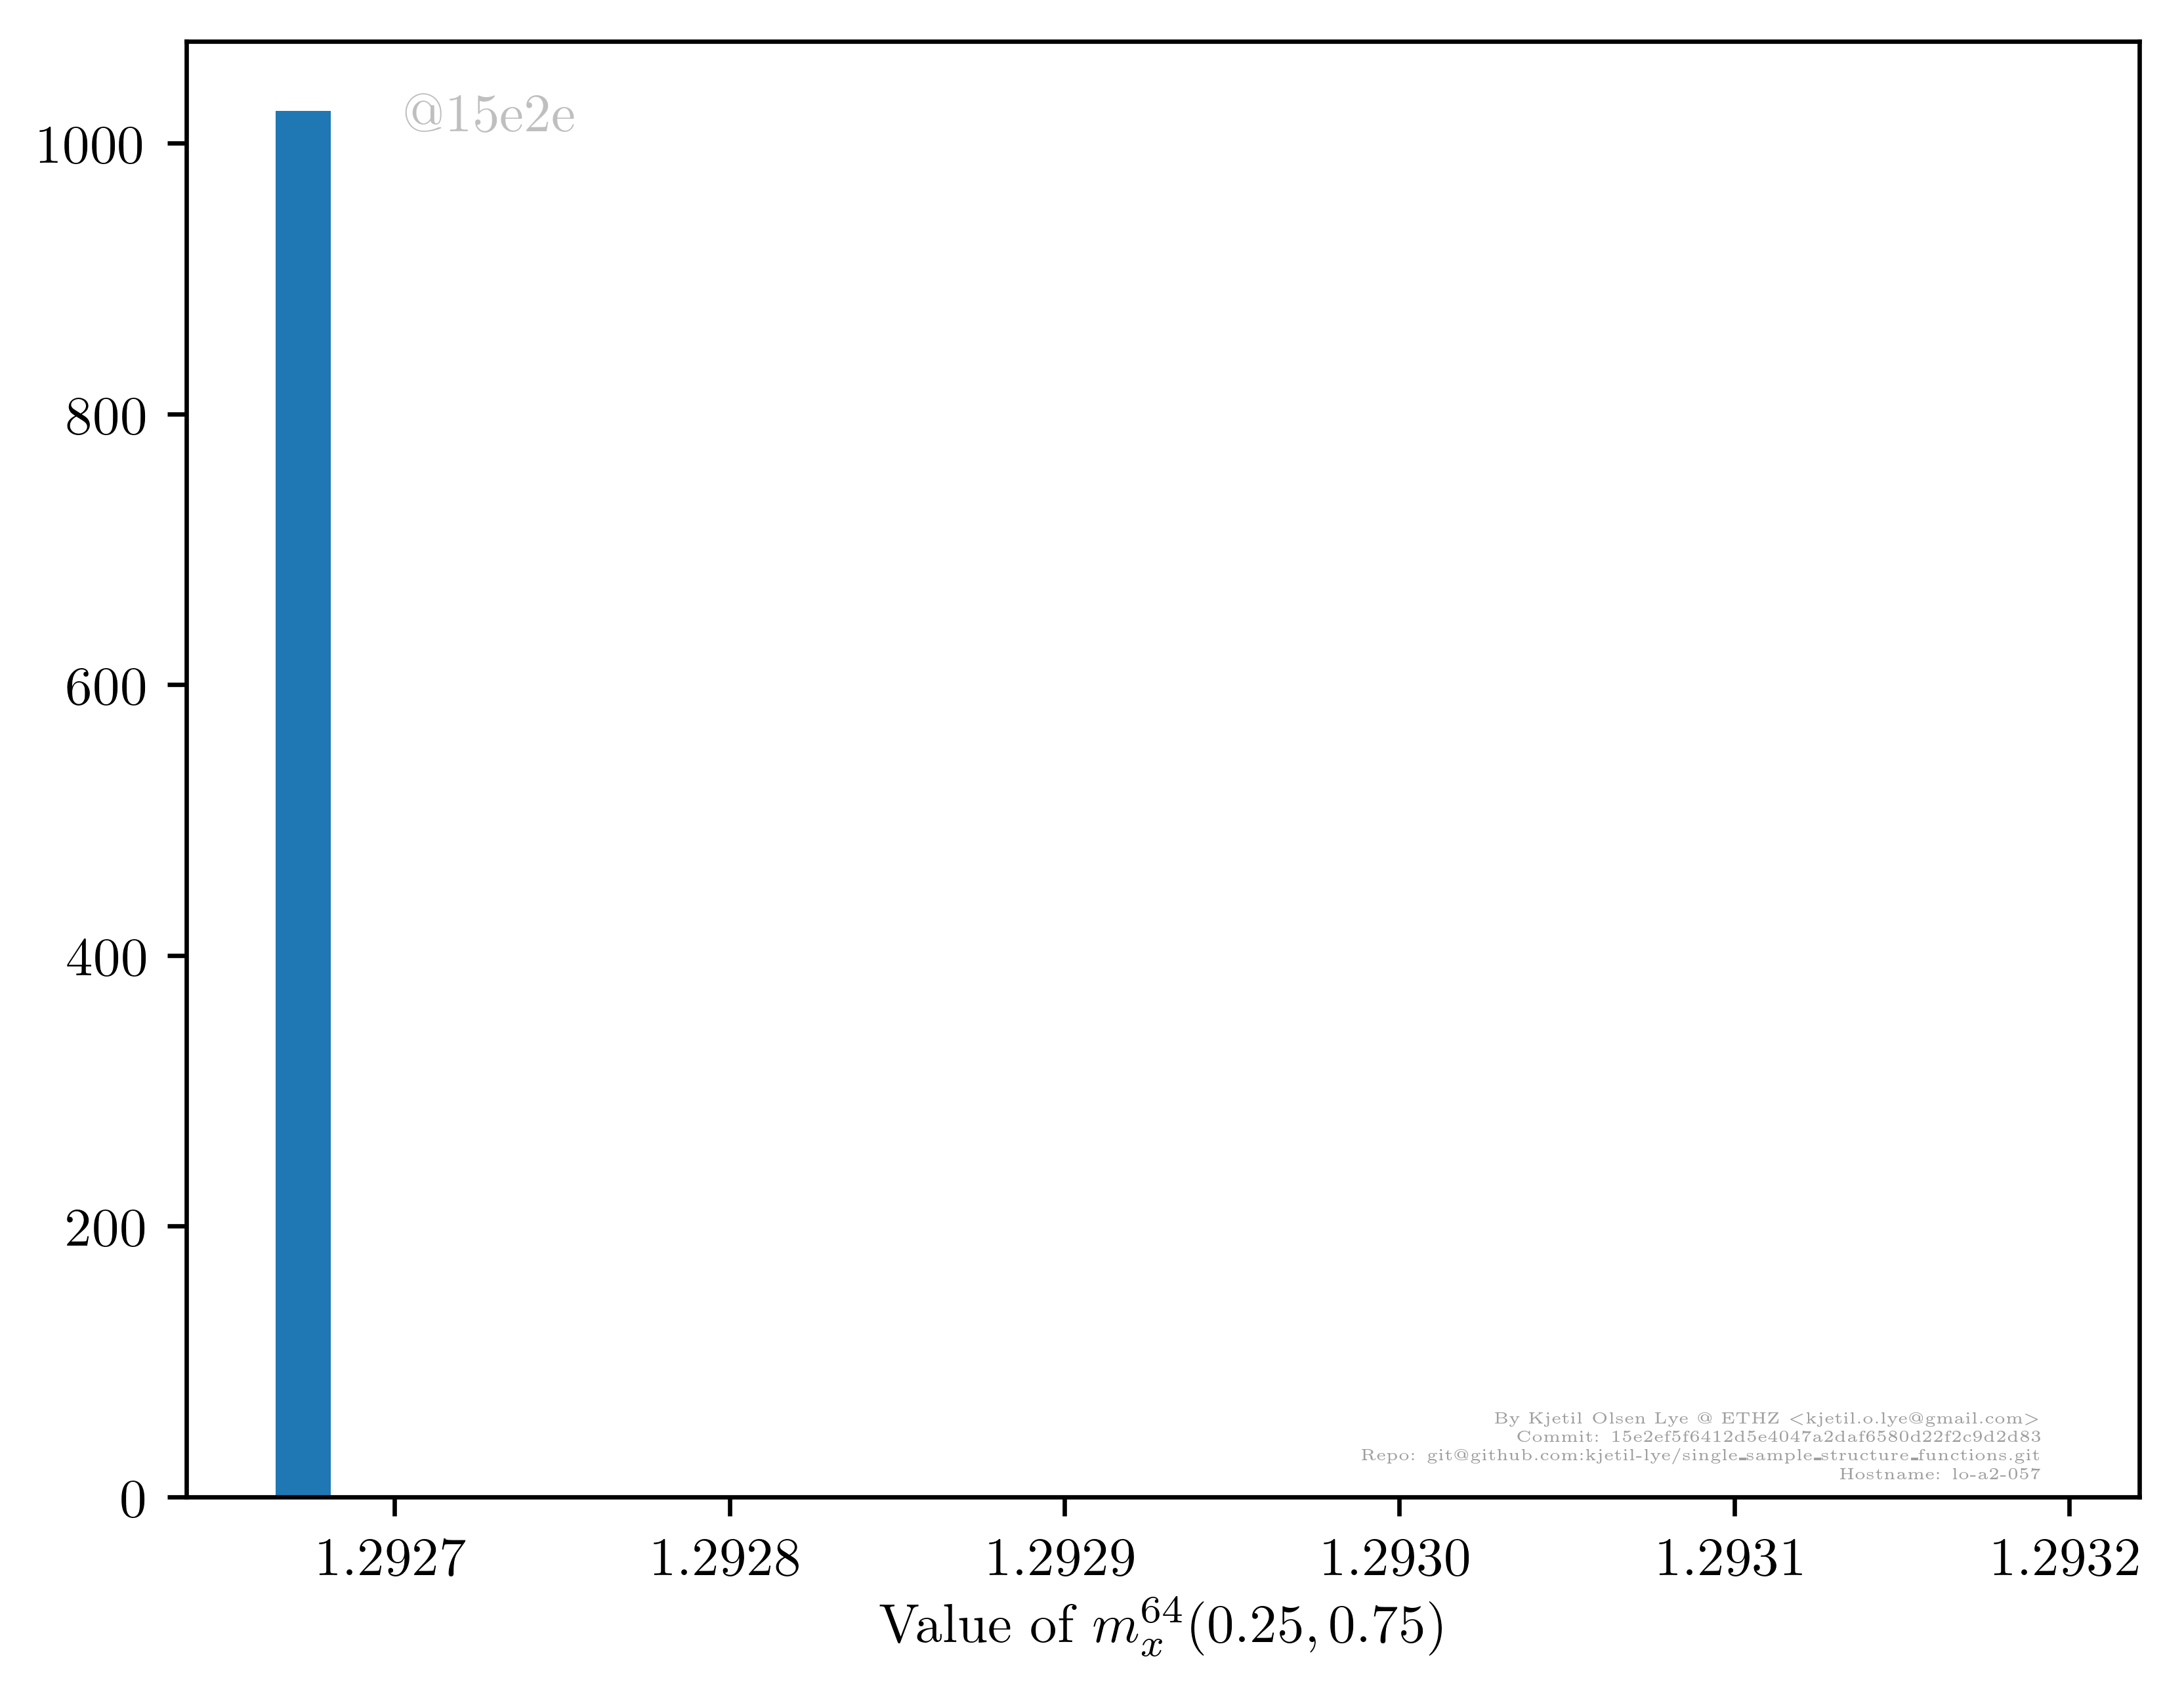 @15e2e
1000
800
600
400
200
0
By Kjetil Olsen Lye @ ETHZ <kjetil.o.lye@gmail.com>
Commit: 15e2ef5f6412d5e4047a2daf6580d22f2c9d2d83
Repo: git@github.com:kjetil-lye/single_sample_structure_functions.git
Hostname: lo-a2-057
1.2927 1.2928 1.2929 1.2930 1.2931 1.2932
Value of $m_x^{64}(0.25, 0.75)$